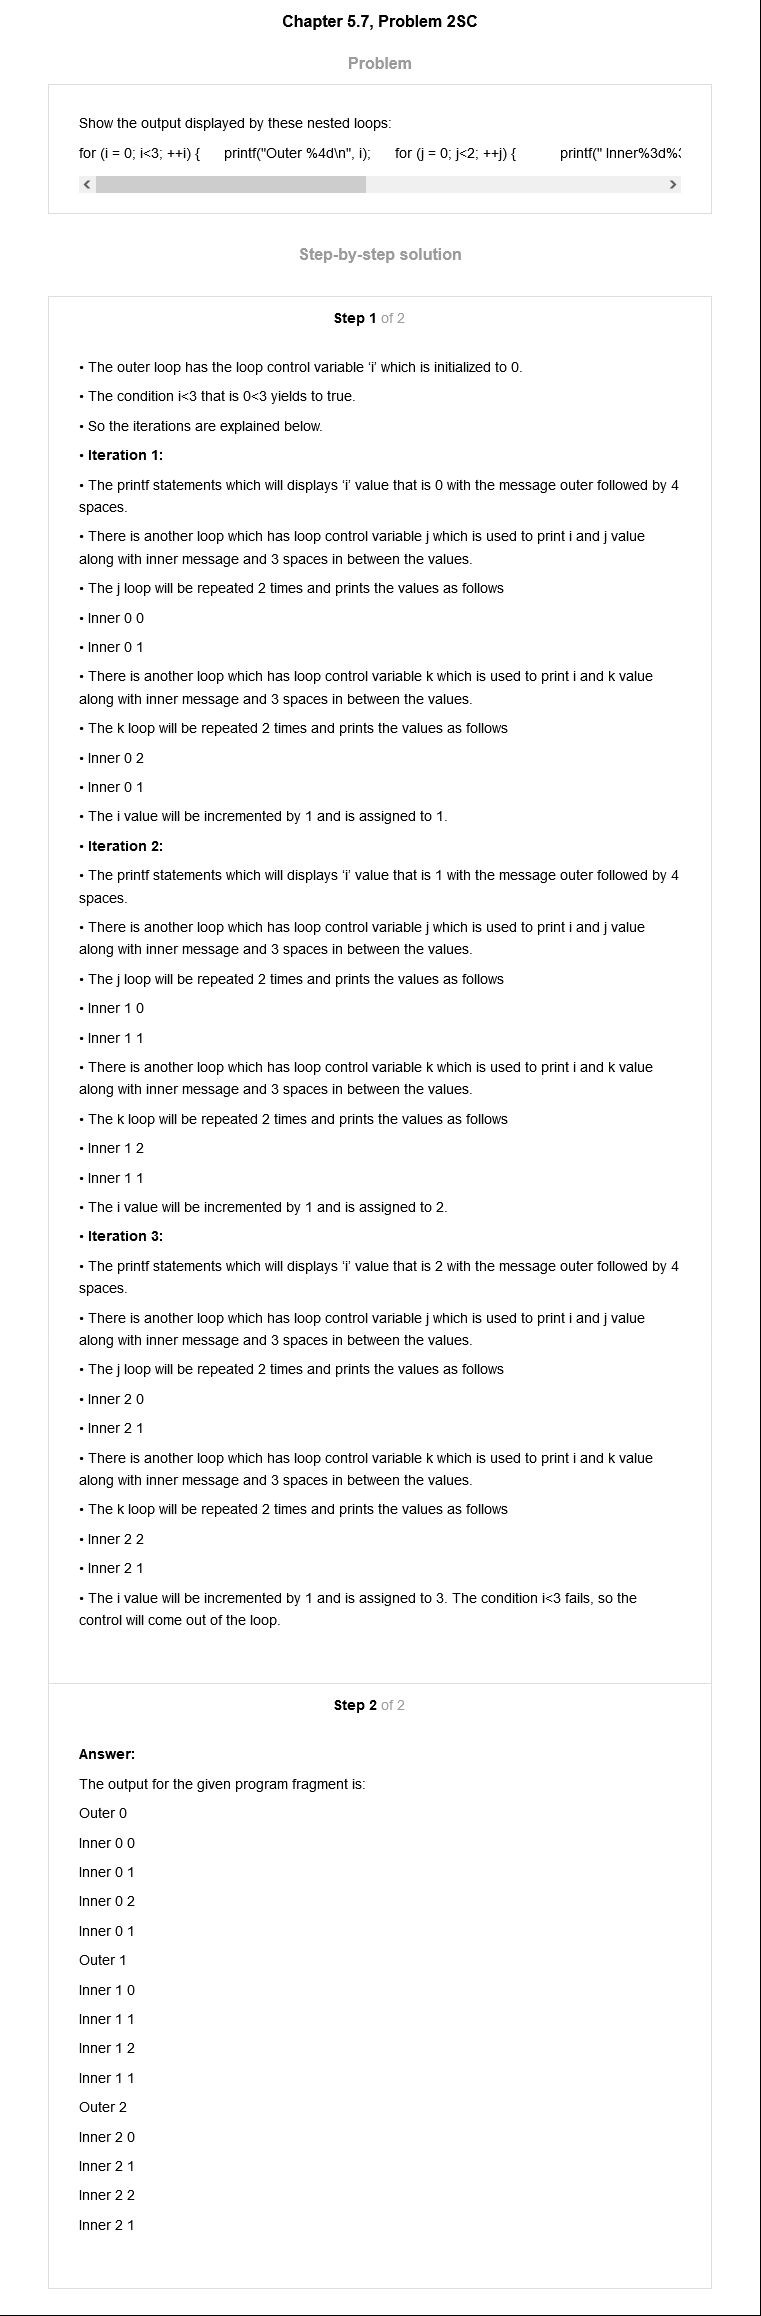 Chapter 5.7, Problem 2SC
Problem
Show the output displayed by these nested loops:
for (i = 0; i<3; ++i) { printf("Outer %4d\n", i); for (j = 0; j<2; ++j) { printf(" Inner%3d%
Step-by-step solution
Step 1 of 2
• The outer loop has the loop control variable ‘i’ which is initialized to 0.
• The condition i<3 that is 0<3 yields to true.
• So the iterations are explained below.
• Iteration 1:
• The printf statements which will displays ‘i’ value that is 0 with the message outer followed by 4
spaces.
• There is another loop which has loop control variable j which is used to print i and j value
along with inner message and 3 spaces in between the values.
• The j loop will be repeated 2 times and prints the values as follows
• Inner 0 0
• Inner 0 1
• There is another loop which has loop control variable k which is used to print i and k value
along with inner message and 3 spaces in between the values.
• The k loop will be repeated 2 times and prints the values as follows
• Inner 0 2
• Inner 0 1
• The i value will be incremented by 1 and is assigned to 1.
• Iteration 2:
• The printf statements which will displays ‘i’ value that is 1 with the message outer followed by 4
spaces.
• There is another loop which has loop control variable j which is used to print i and j value
along with inner message and 3 spaces in between the values.
• The j loop will be repeated 2 times and prints the values as follows
• Inner 1 0
• Inner 1 1
• There is another loop which has loop control variable k which is used to print i and k value
along with inner message and 3 spaces in between the values.
• The k loop will be repeated 2 times and prints the values as follows
• Inner 1 2
• Inner 1 1
• The i value will be incremented by 1 and is assigned to 2.
• Iteration 3:
• The printf statements which will displays ‘i’ value that is 2 with the message outer followed by 4
spaces.
• There is another loop which has loop control variable j which is used to print i and j value
along with inner message and 3 spaces in between the values.
• The j loop will be repeated 2 times and prints the values as follows
• Inner 2 0
• Inner 2 1
• There is another loop which has loop control variable k which is used to print i and k value
along with inner message and 3 spaces in between the values.
• The k loop will be repeated 2 times and prints the values as follows
• Inner 2 2
• Inner 2 1
• The i value will be incremented by 1 and is assigned to 3. The condition i<3 fails, so the
control will come out of the loop.
Step 2 of 2
Answer:
The output for the given program fragment is:
Outer 0
Inner 0 0
Inner 0 1
Inner 0 2
Inner 0 1
Outer 1
Inner 1 0
Inner 1 1
Inner 1 2
Inner 1 1
Outer 2
Inner 2 0
Inner 2 1
Inner 2 2
Inner 2 1